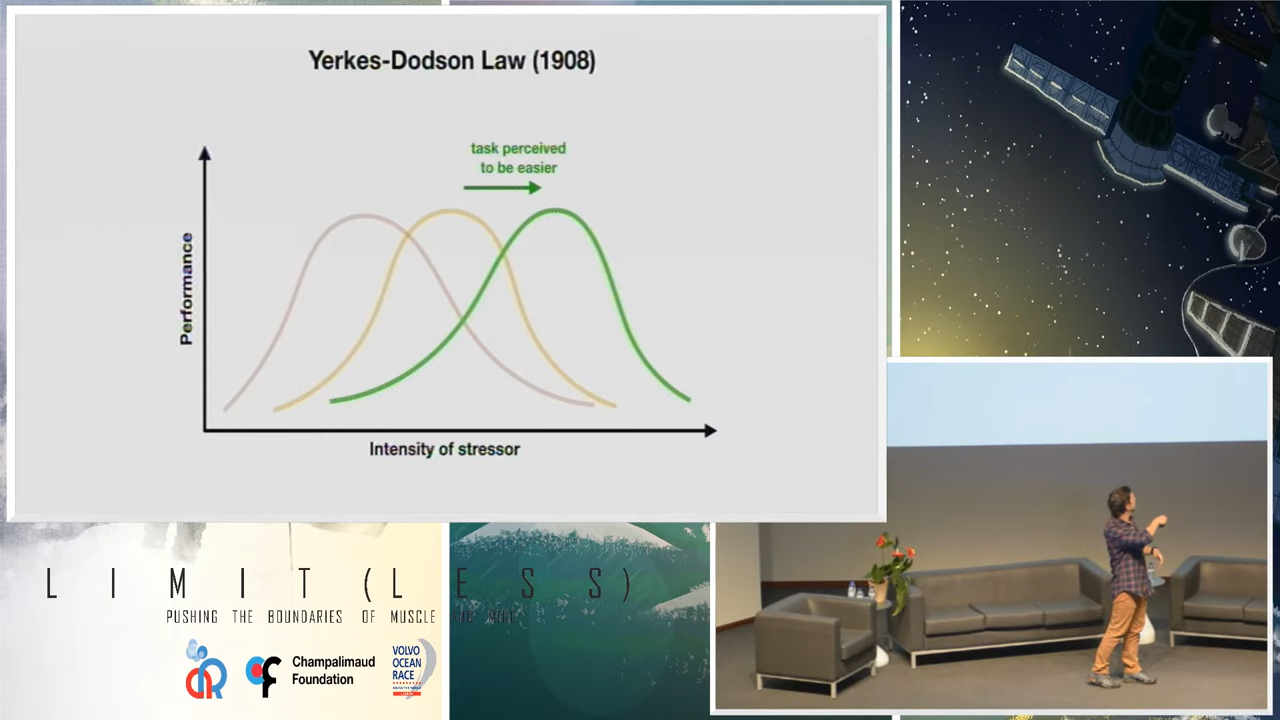 Yerkes-Dodson Law (1908)
task perceived
to be easier
Performance
Intensity of stressor
L I M I T ( L E S S )
PUSHING THE BOUNDARIES OF MUSCLE
Champalimaud
Foundation
VOLVO
OCEAN
RACE